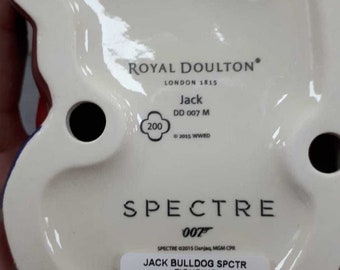 ROYAL DOULTON®
LONDON 1815
Jack
DD 007 M
200
© 2015 WWRD
SPECTRE
007
SPECTRE ©2015 Danjaq, MGM CPII
JACK BULLDOG SPCTR